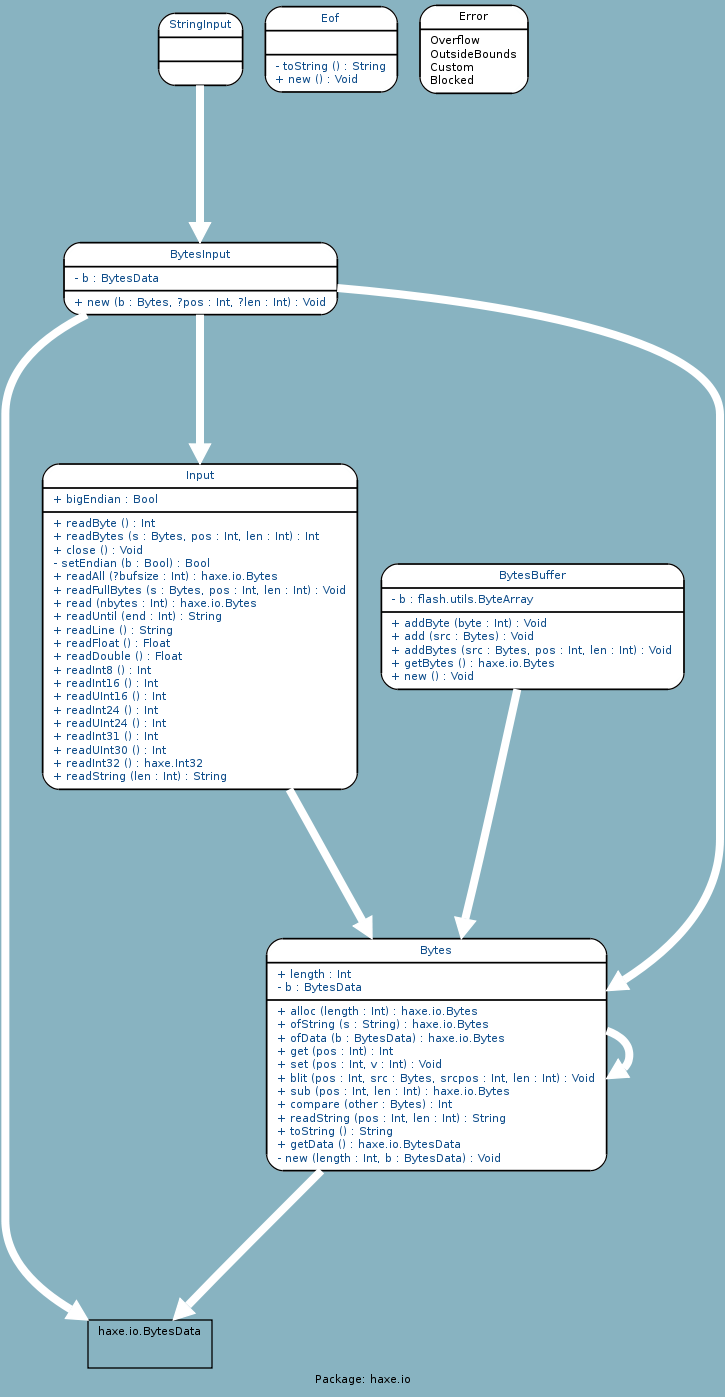 StringInput
Eof
- toString () : String
+ new () : Void
Error
Overflow
OutsideBounds
Custom
Blocked
BytesInput
- b : BytesData
+ new (b : Bytes, ?pos : Int, ?len : Int) : Void
Input
+ bigEndian : Bool
+ readByte () : Int
+ readBytes (s : Bytes, pos : Int, len : Int) : Int
+ close () : Void
- setEndian (b : Bool) : Bool
+ readAll (?bufsize : Int) : haxe.io.Bytes
+ readFullBytes (s : Bytes, pos : Int, len : Int) : Void
+ read (nbytes : Int) : haxe.io.Bytes
+ readUntil (end : Int) : String
+ readLine () : String
+ readFloat () : Float
+ readDouble () : Float
+ readInt8 () : Int
+ readInt16 () : Int
+ readUInt16 () : Int
+ readInt24 () : Int
+ readUInt24 () : Int
+ readInt31 () : Int
+ readUInt30 () : Int
+ readInt32 () : haxe.Int32
+ readString (len : Int) : String
BytesBuffer
- b : flash.utils.ByteArray
+ addByte (byte : Int) : Void
+ add (src : Bytes) : Void
+ addBytes (src : Bytes, pos : Int, len : Int) : Void
+ getBytes () : haxe.io.Bytes
+ new () : Void
Bytes
+ length : Int
- b : BytesData
+ alloc (length : Int) : haxe.io.Bytes
+ ofString (s : String) : haxe.io.Bytes
+ ofData (b : BytesData) : haxe.io.Bytes
+ get (pos : Int) : Int
+ set (pos : Int, v : Int) : Void
+ blit (pos : Int, src : Bytes, srcpos : Int, len : Int) : Void
+ sub (pos : Int, len : Int) : haxe.io.Bytes
+ compare (other : Bytes) : Int
+ readString (pos : Int, len : Int) : String
+ toString () : String
+ getData () : haxe.io.BytesData
- new (length : Int, b : BytesData) : Void
haxe.io.BytesData
Package: haxe.io